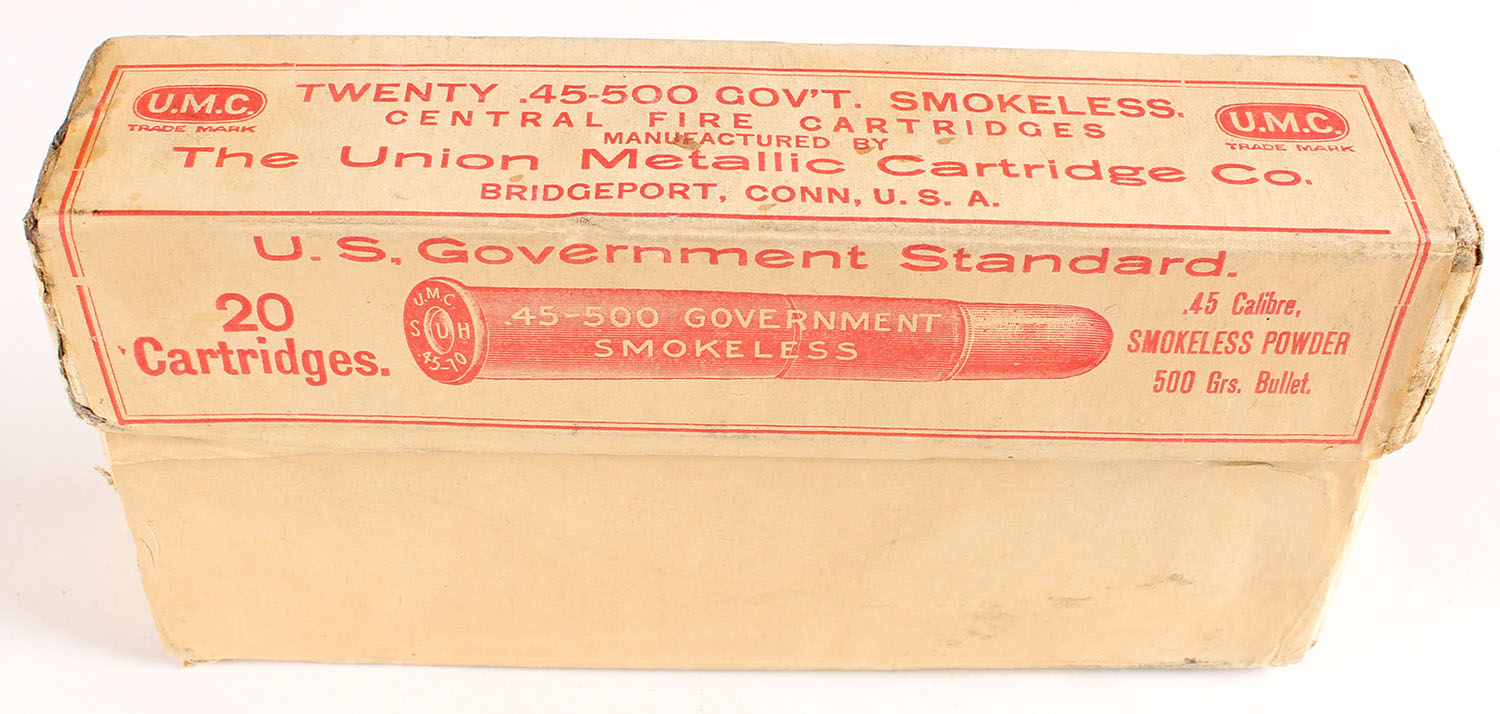 U.M.C.
TRADE MARK
TWENTY .45-500 GOV'T. SMOKELESS.
CENTRAL FIRE CARTRIDGES
MANUFACTURED BY
The Union Metallic Cartridge Co.
BRIDGEPORT, CONN, U. S. A.
U.M.C.
TRADE MARK
U. S. Government Standard.
20
Cartridges.
U.M.C
S H
.45-70
.45-500 GOVERNMENT
SMOKELESS
.45 Calibre,
SMOKELESS POWDER
500 Grs. Bullet.